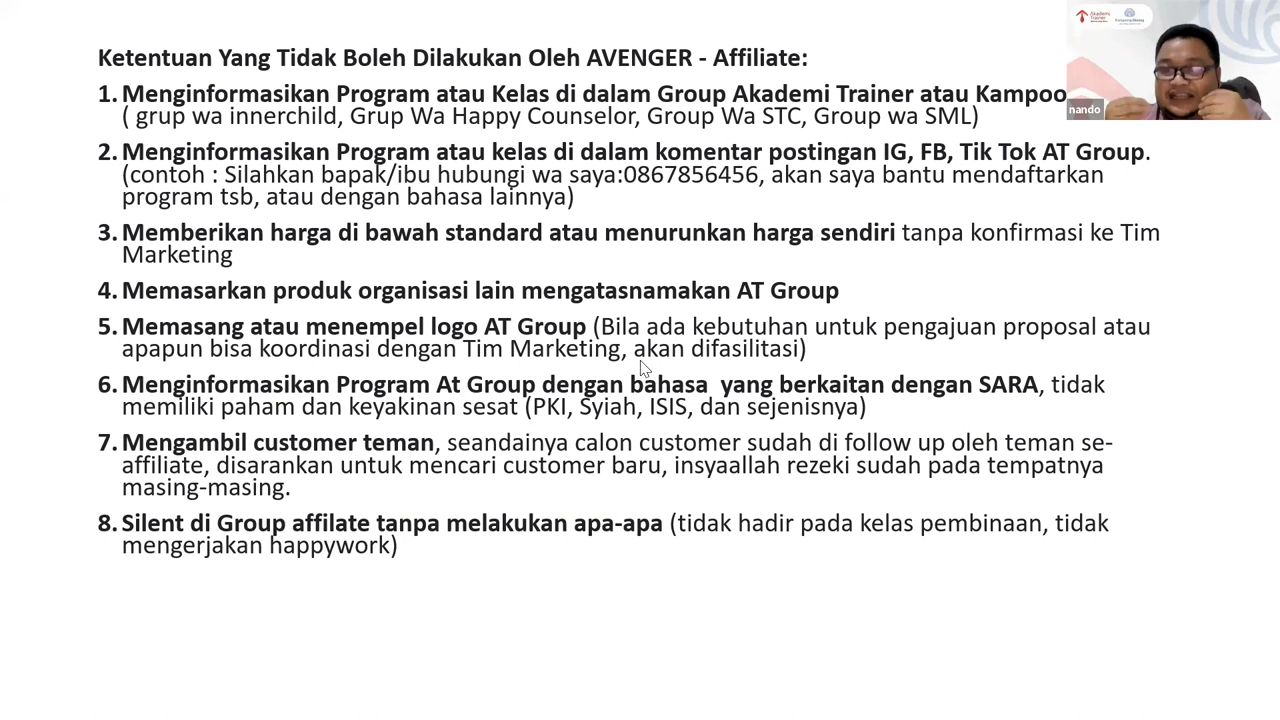 Ketentuan Yang Tidak Boleh Dilakukan Oleh AVENGER - Affiliate:
1. Menginformasikan Program atau Kelas di dalam Group Akademi Trainer atau Kampoo
( grup wa innerchild, Grup Wa Happy Counselor, Group Wa STC, Group wa SML)
2. Menginformasikan Program atau kelas di dalam komentar postingan IG, FB, Tik Tok AT Group.
(contoh : Silahkan bapak/ibu hubungi wa saya:0867856456, akan saya bantu mendaftarkan
program tsb, atau dengan bahasa lainnya)
3. Memberikan harga di bawah standard atau menurunkan harga sendiri tanpa konfirmasi ke Tim
Marketing
4. Memasarkan produk organisasi lain mengatasnamakan AT Group
5. Memasang atau menempel logo AT Group (Bila ada kebutuhan untuk pengajuan proposal atau
apapun bisa koordinasi dengan Tim Marketing, akan difasilitasi)
6. Menginformasikan Program At Group dengan bahasa  yang berkaitan dengan SARA, tidak
memiliki paham dan keyakinan sesat (PKI, Syiah, ISIS, dan sejenisnya)
7. Mengambil customer teman, seandainya calon customer sudah di follow up oleh teman se-
affiliate, disarankan untuk mencari customer baru, insyaallah rezeki sudah pada tempatnya
masing-masing.
8. Silent di Group affilate tanpa melakukan apa-apa (tidak hadir pada kelas pembinaan, tidak
mengerjakan happywork)
Akademi
Trainer
nando